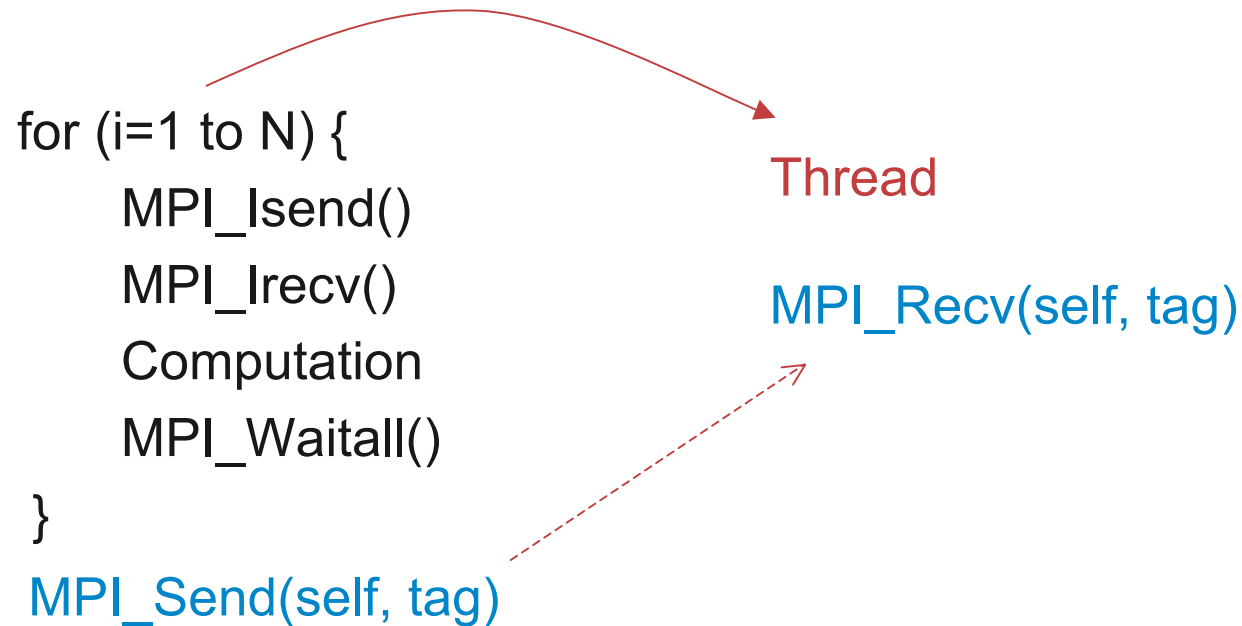 for (i=1 to N) {
MPI_Isend()
MPI_Irecv()
Computation
MPI_Waitall()
}
MPI_Send(self, tag)
Thread
MPI_Recv(self, tag)